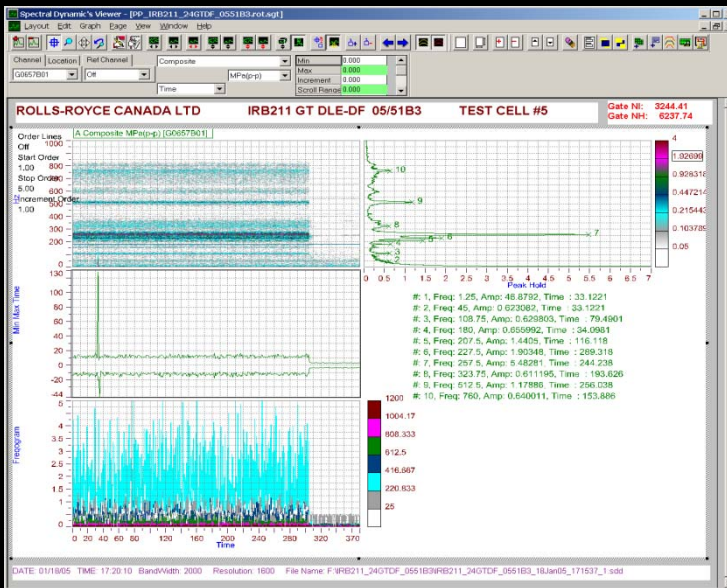 Spectral Dynamic's Viewer - [PP_IRB211_24GTDF_0551B3.rot.sgt]
Layout Edit Graph Page View Window Help
Channel Location Ref Channel Composite Min 0.000
G0657B01 Off MPa(p-p) Max 0.000
Increment 0.000
Time Scroll Range 0.000
ROLLS-ROYCE CANADA LTD IRB211 GT DLE-DF 05/51B3 TEST CELL #5
Gate NI: 3244.41
Gate NH: 6237.74
Order Lines
Off
Start Order
1.00
Stop Order
5.00
Increment Order
1.00
A Composite MPa(p-p) [G0657B01]
1000
800
600
400
300
200
0
Hz
10
9
8
7
6
5
4
3
0 0.5 1 1.5 2 2.5 3 3.5 4 4.5 5 5.5 6 6.5 7
Peak Hold
4
1.92699
0.928318
0.447214
0.215443
0.103789
0.05
130
100
80
60
40
20
0
-20
-44
Min Max Time
#: 1, Freq: 1.25, Amp: 48.8792, Time : 33.1221
#: 2, Freq: 45, Amp: 0.623062, Time : 33.1221
#: 3, Freq: 108.75, Amp: 0.629803, Time : 79.4901
#: 4, Freq: 180, Amp: 0.655992, Time : 34.0981
#: 5, Freq: 207.5, Amp: 1.4405, Time : 116.118
#: 6, Freq: 227.5, Amp: 1.90348, Time : 289.318
#: 7, Freq: 257.5, Amp: 5.48281, Time : 244.238
#: 8, Freq: 323.75, Amp: 0.611195, Time : 193.626
#: 9, Freq: 512.5, Amp: 1.17886, Time : 256.038
#: 10, Freq: 760, Amp: 0.640011, Time : 153.886
5
4
3.5
3
2.5
2
1.5
1
0
Freqogram
1200
1004.17
808.333
612.5
416.667
220.833
25
0 20 40 60 80 120 160 200 240 280 320 370
Time
DATE: 01/18/05 TIME: 17:20:10 BandWidth: 2000 Resolution: 1600 File Name: F:\IRB211_24GTDF_0551B3\IRB211_24GTDF_0551B3_18Jan05_171537_1.sdd